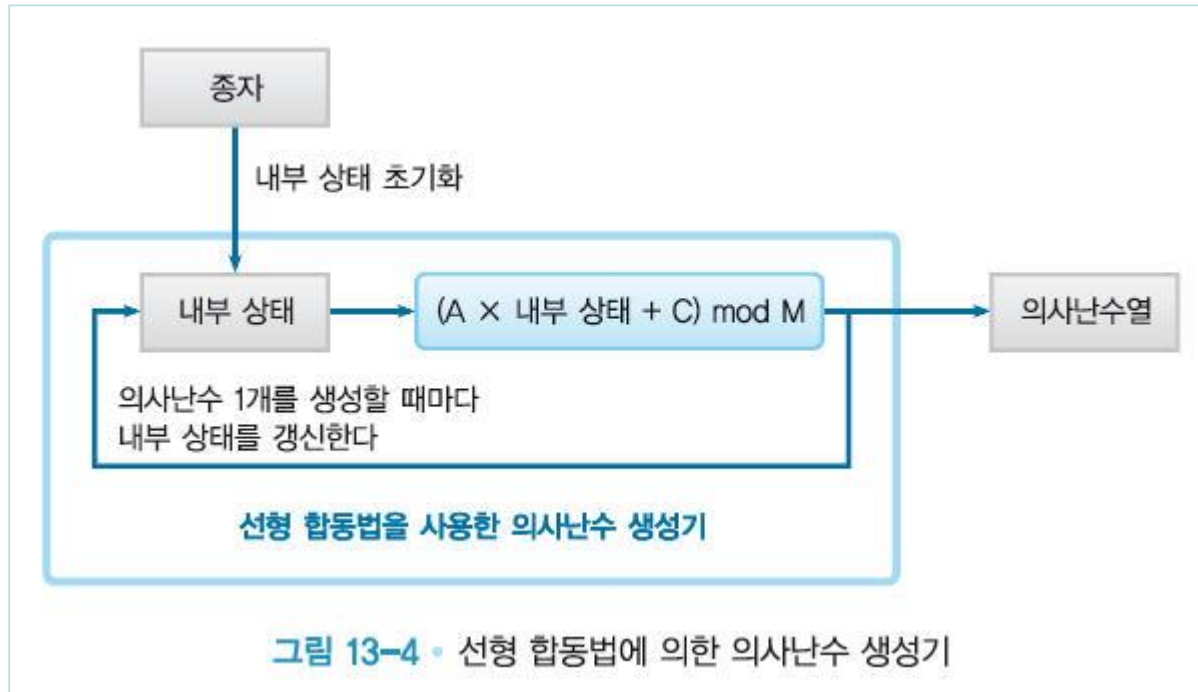 종자
내부 상태 초기화
내부 상태
(A × 내부 상태 + C) mod M
의사난수열
의사난수 1개를 생성할 때마다
내부 상태를 갱신한다
선형 합동법을 사용한 의사난수 생성기
그림 13-4 • 선형 합동법에 의한 의사난수 생성기